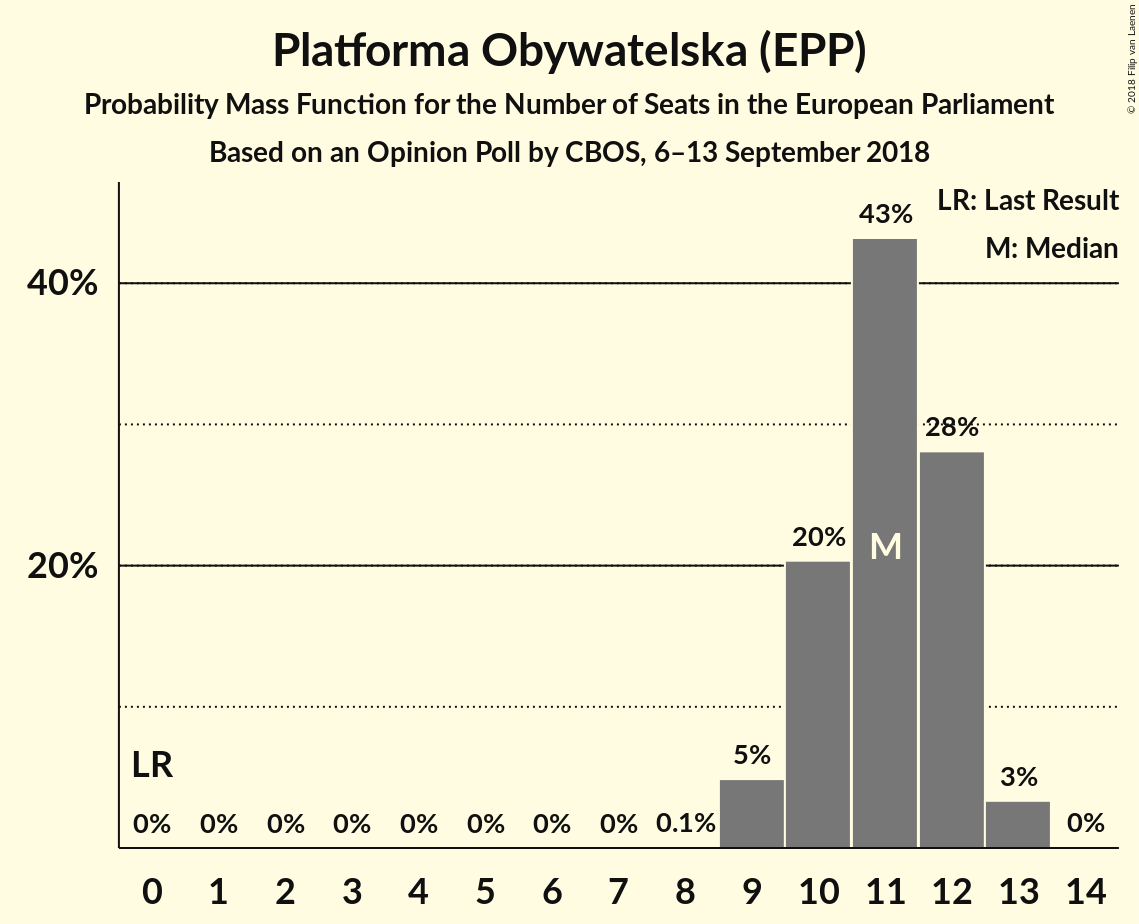 Platforma Obywatelska (EPP)
Probability Mass Function for the Number of Seats in the European Parliament
Based on an Opinion Poll by CBOS, 6–13 September 2018
© 2018 Filip van Laenen
LR: Last Result
M: Median
43%
40%
28%
20%
M
20%
LR
5%
3%
0% 0% 0% 0% 0% 0% 0% 0% 0.1% 0%
0 1 2 3 4 5 6 7 8 9 10 11 12 13 14